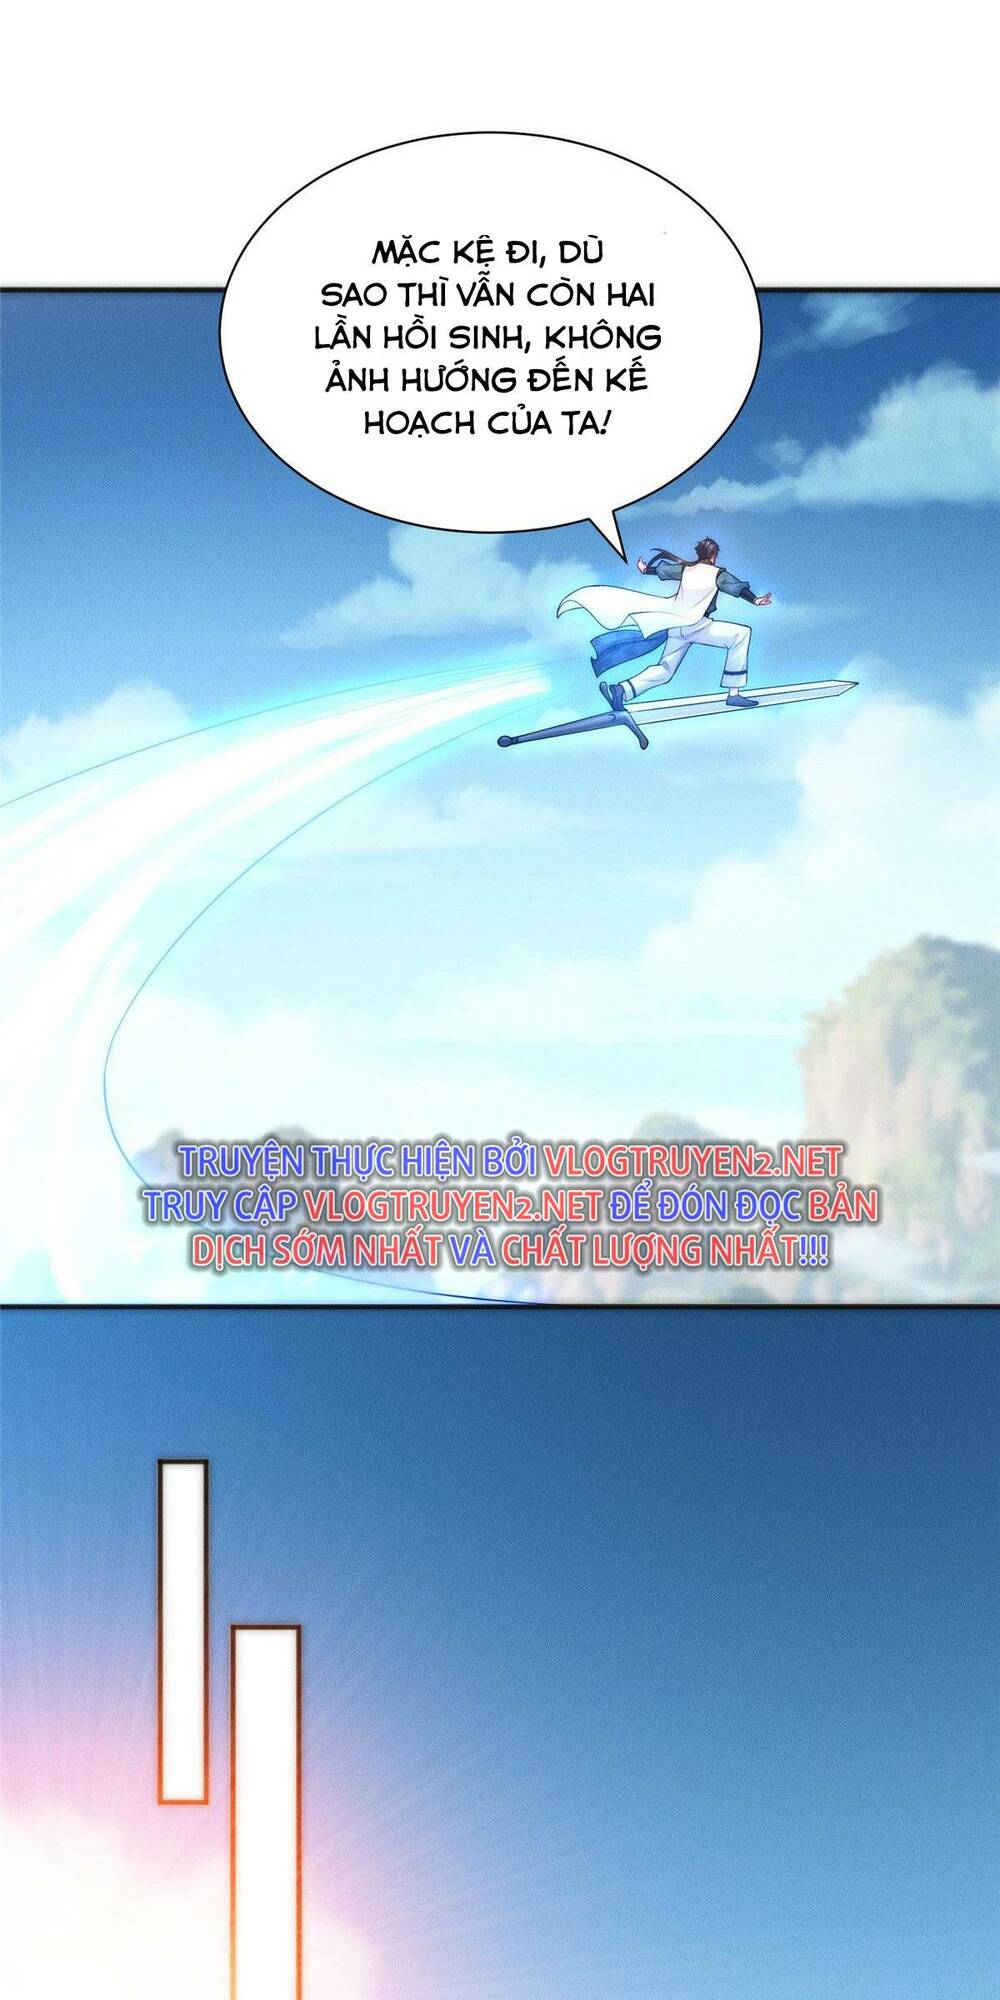 MẶC KỆ ĐI, DÙ
SAO THÌ VẪN CÒN HAI
LẦN HỒI SINH, KHÔNG
ẢNH HƯỚNG ĐẾN KẾ
HOẠCH CỦA TA!
TRUYỆN THỰC HIỆN BỞI VLOGTRUYEN2.NET
TRUY CẬP VLOGTRUYEN2.NET ĐỂ ĐÓN ĐỌC BẢN
DỊCH SỚM NHẤT VÀ CHẤT LƯỢNG NHẤT!!!